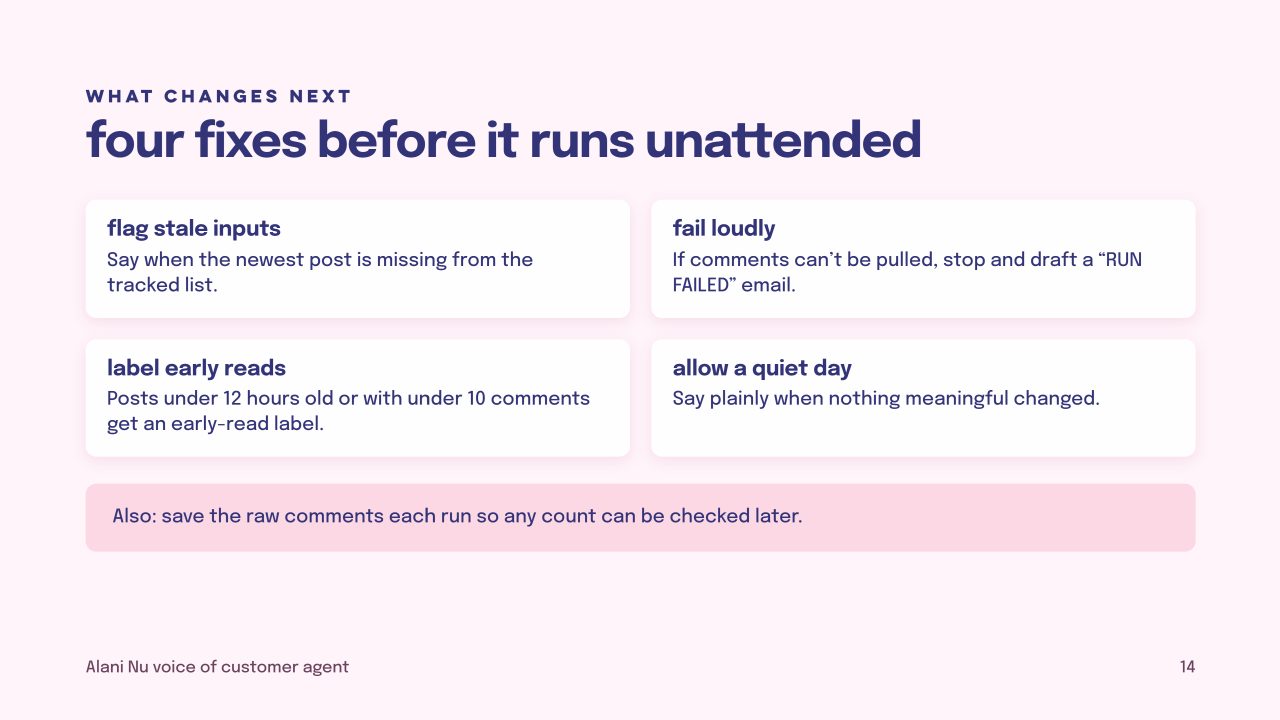 WHAT CHANGES NEXT
four fixes before it runs unattended
flag stale inputs
Say when the newest post is missing from the
tracked list.
fail loudly
If comments can’t be pulled, stop and draft a “RUN
FAILED” email.
label early reads
Posts under 12 hours old or with under 10 comments
get an early-read label.
allow a quiet day
Say plainly when nothing meaningful changed.
Also: save the raw comments each run so any count can be checked later.
Alani Nu voice of customer agent
14